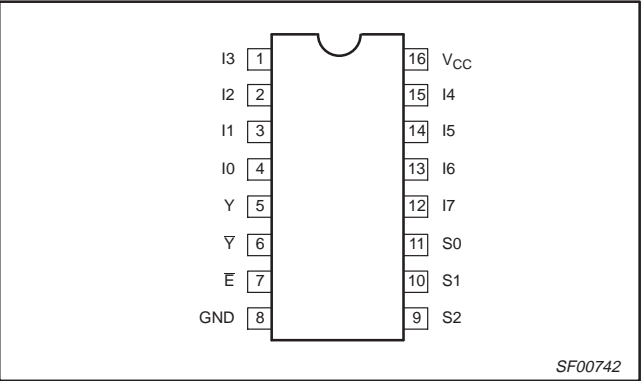 I3 1 16 VCC
I2 2 15 I4
I1 3 14 I5
I0 4 13 I6
Y 5 12 I7
Y̅ 6 11 S0
E̅ 7 10 S1
GND 8 9 S2
SF00742